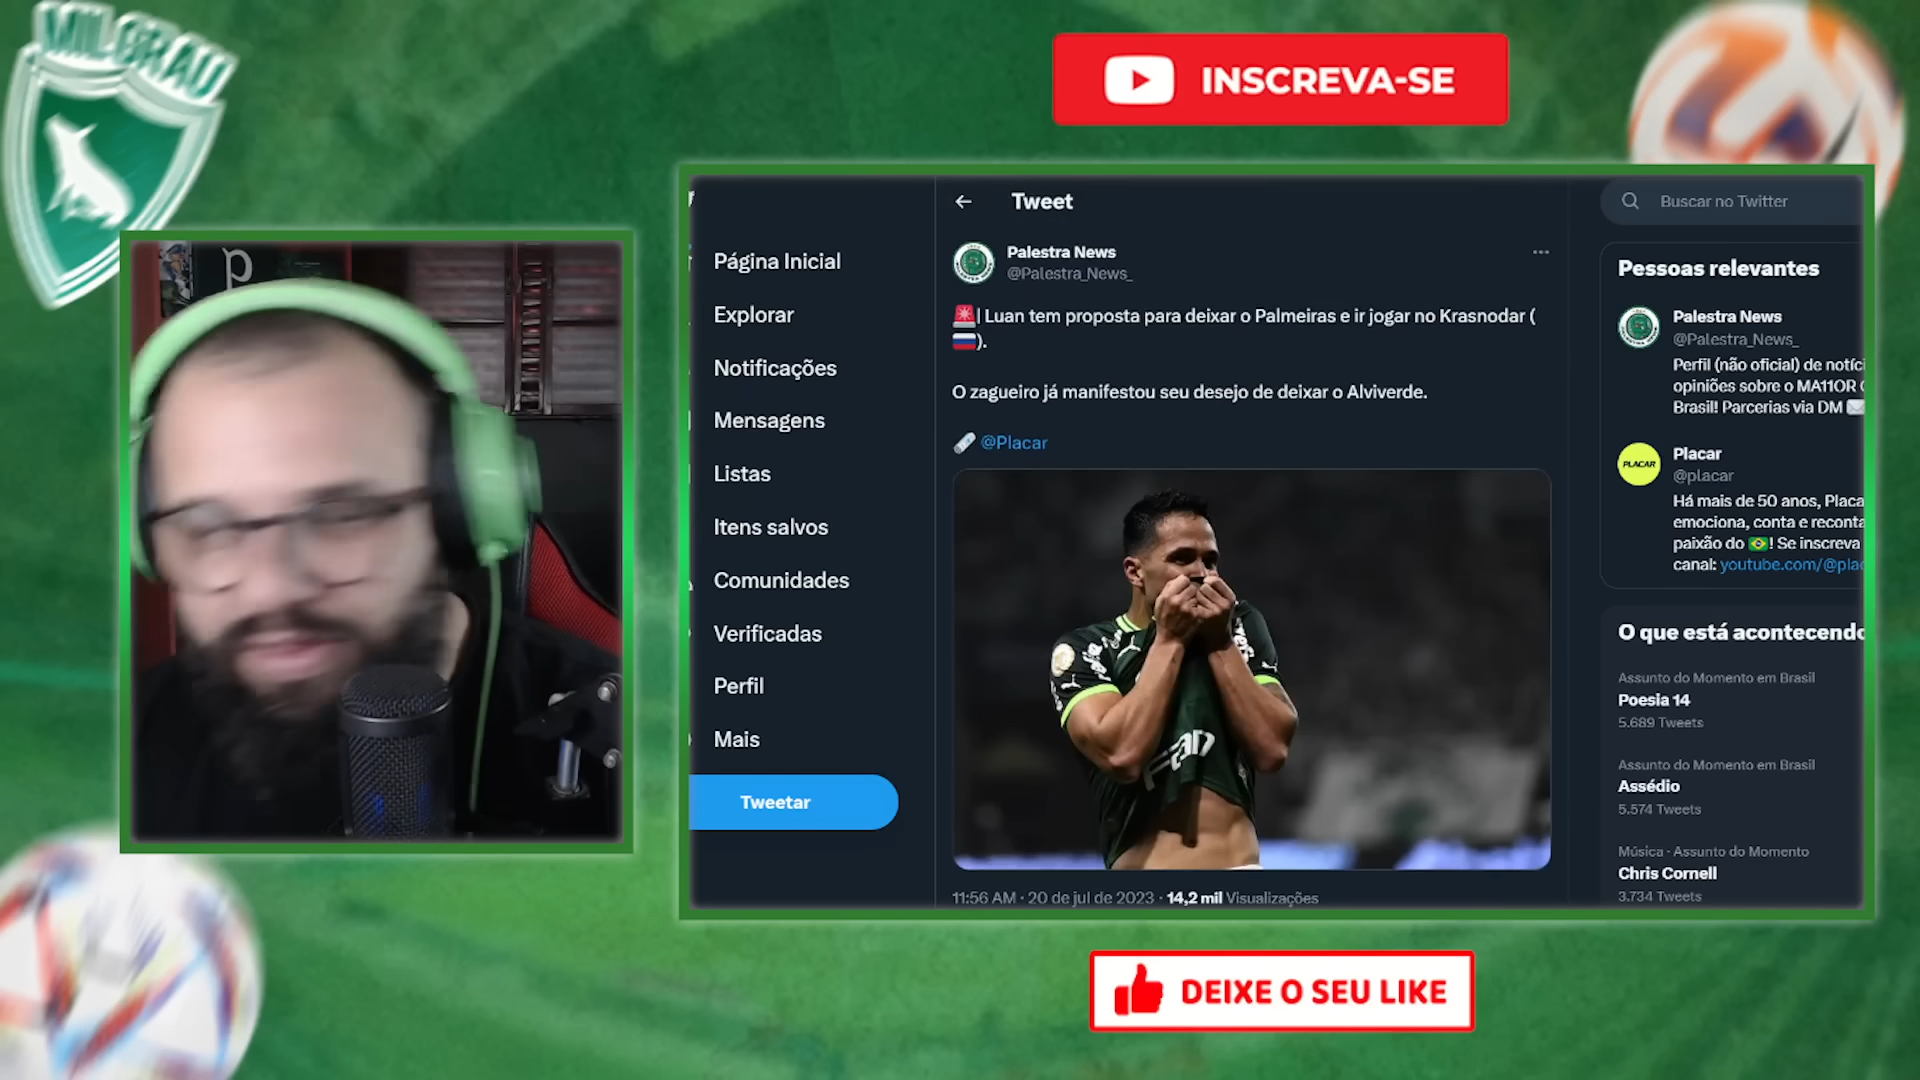 MILGRAU
INSCREVA-SE
p
Tweet
Buscar no Twitter
Página Inicial
Explorar
Notificações
Mensagens
Listas
Itens salvos
Comunidades
Verificadas
Perfil
Mais
Tweetar
Palestra News
@Palestra_News_
🚨| Luan tem proposta para deixar o Palmeiras e ir jogar no Krasnodar (
🇷🇺).
O zagueiro já manifestou seu desejo de deixar o Alviverde.
🗞️ @Placar
11:56 AM · 20 de jul de 2023 · 14,2 mil Visualizações
Pessoas relevantes
Palestra News
@Palestra_News_
Perfil (não oficial) de notíci
opiniões sobre o MA11OR
Brasil! Parcerias via DM ✉️
PLACAR
Placar
@placar
Há mais de 50 anos, Placa
emociona, conta e reconta
paixão do 🇧🇷! Se inscreva
canal: youtube.com/@plac
O que está acontecendo
Assunto do Momento em Brasil
Poesia 14
5.689 Tweets
Assunto do Momento em Brasil
Assédio
5.574 Tweets
Música · Assunto do Momento
Chris Cornell
3.734 Tweets
DEIXE O SEU LIKE